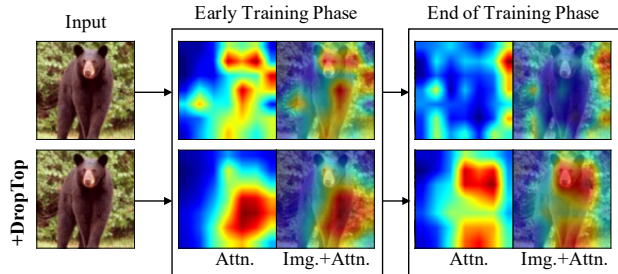 Input
Early Training Phase
End of Training Phase
+DropTop
Attn.
Img.+Attn.
Attn.
Img.+Attn.